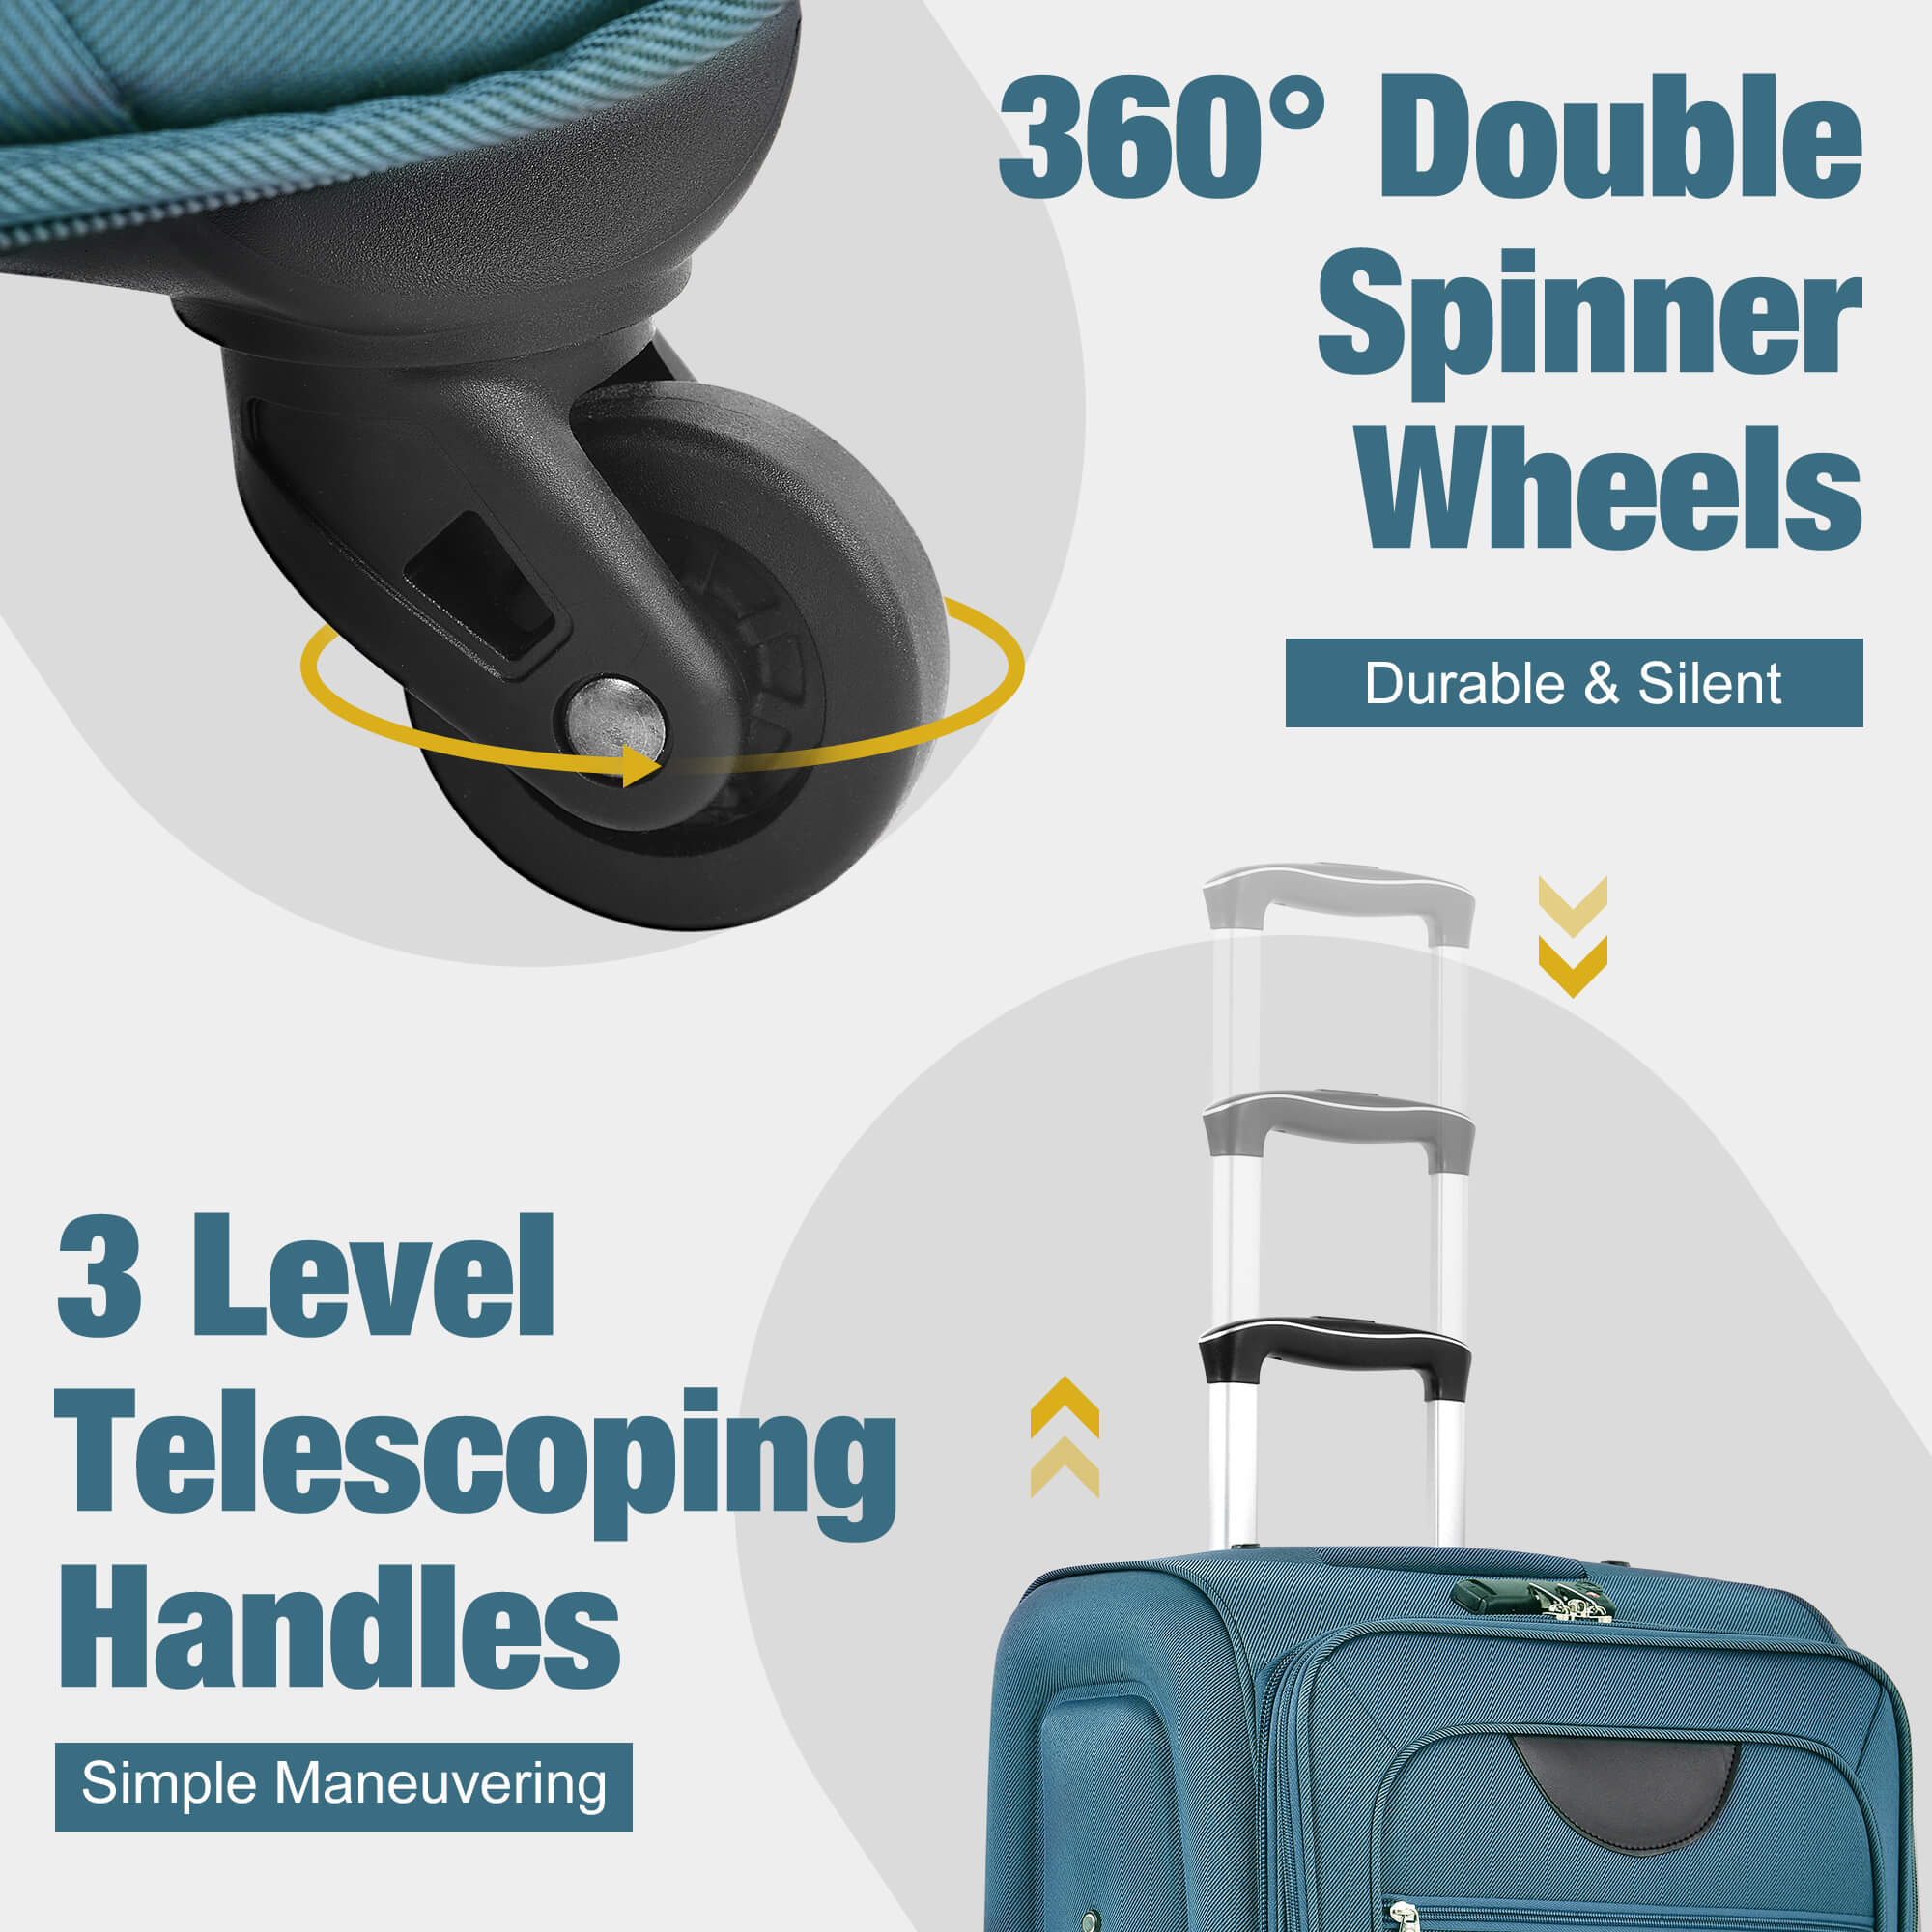 360° Double
Spinner
Wheels
Durable & Silent
3 Level
Telescoping
Handles
Simple Maneuvering